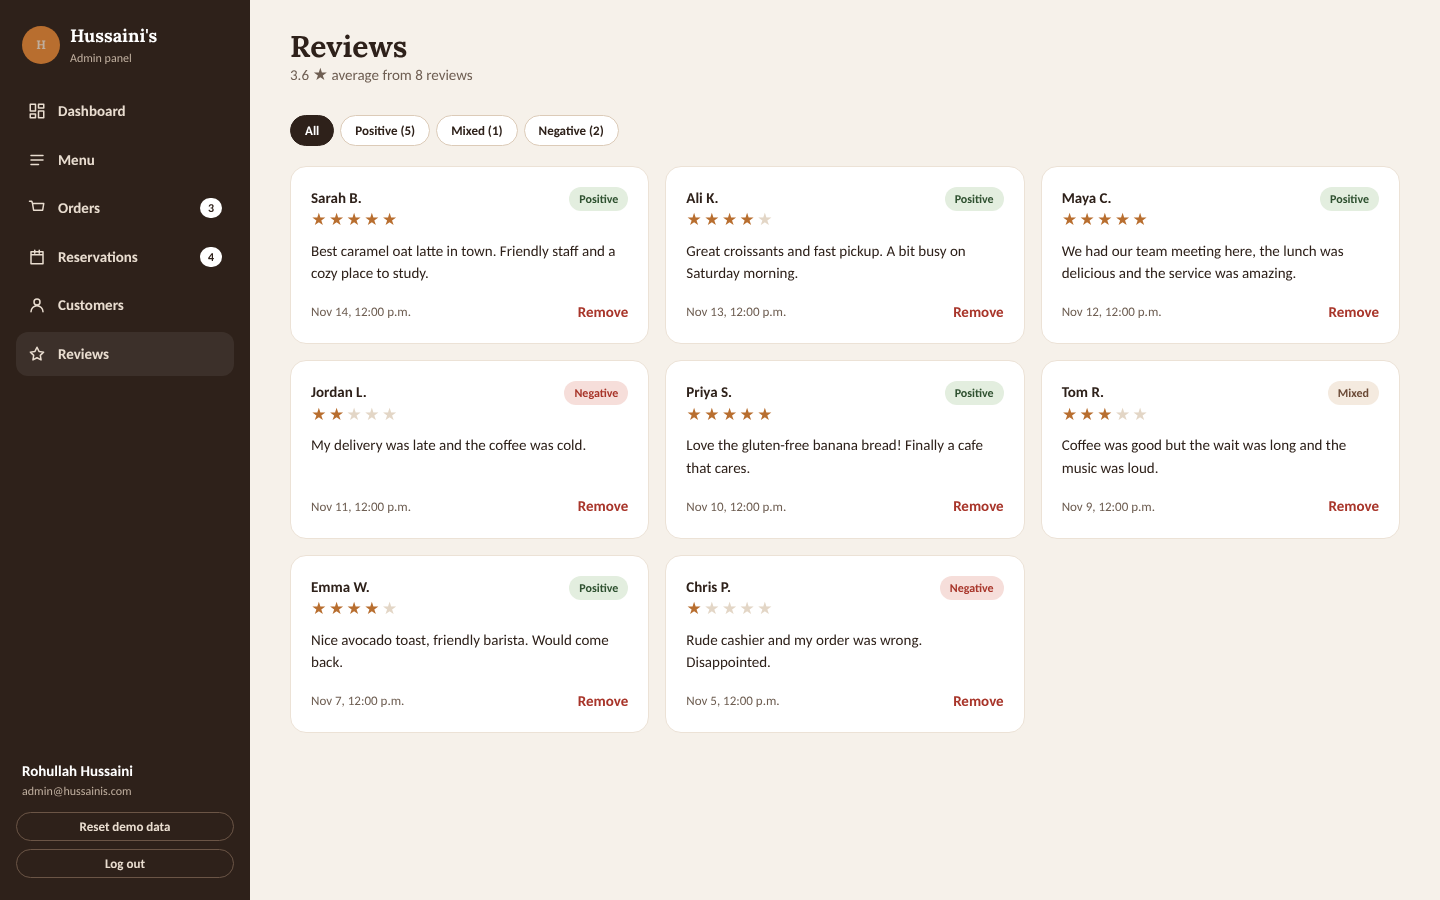 H
Hussaini's
Admin panel
Dashboard
Menu
Orders
3
Reservations
4
Customers
Reviews
Rohullah Hussaini
admin@hussainis.com
Reset demo data
Log out
Reviews
3.6 ★ average from 8 reviews
All
Positive (5)
Mixed (1)
Negative (2)
Sarah B.
Positive
★★★★★
Best caramel oat latte in town. Friendly staff and a
cozy place to study.
Nov 14, 12:00 p.m.
Remove
Ali K.
Positive
★★★★★
Great croissants and fast pickup. A bit busy on
Saturday morning.
Nov 13, 12:00 p.m.
Remove
Maya C.
Positive
★★★★★
We had our team meeting here, the lunch was
delicious and the service was amazing.
Nov 12, 12:00 p.m.
Remove
Jordan L.
Negative
★★★★★
My delivery was late and the coffee was cold.
Nov 11, 12:00 p.m.
Remove
Priya S.
Positive
★★★★★
Love the gluten-free banana bread! Finally a cafe
that cares.
Nov 10, 12:00 p.m.
Remove
Tom R.
Mixed
★★★★★
Coffee was good but the wait was long and the
music was loud.
Nov 9, 12:00 p.m.
Remove
Emma W.
Positive
★★★★★
Nice avocado toast, friendly barista. Would come
back.
Nov 7, 12:00 p.m.
Remove
Chris P.
Negative
★★★★★
Rude cashier and my order was wrong.
Disappointed.
Nov 5, 12:00 p.m.
Remove